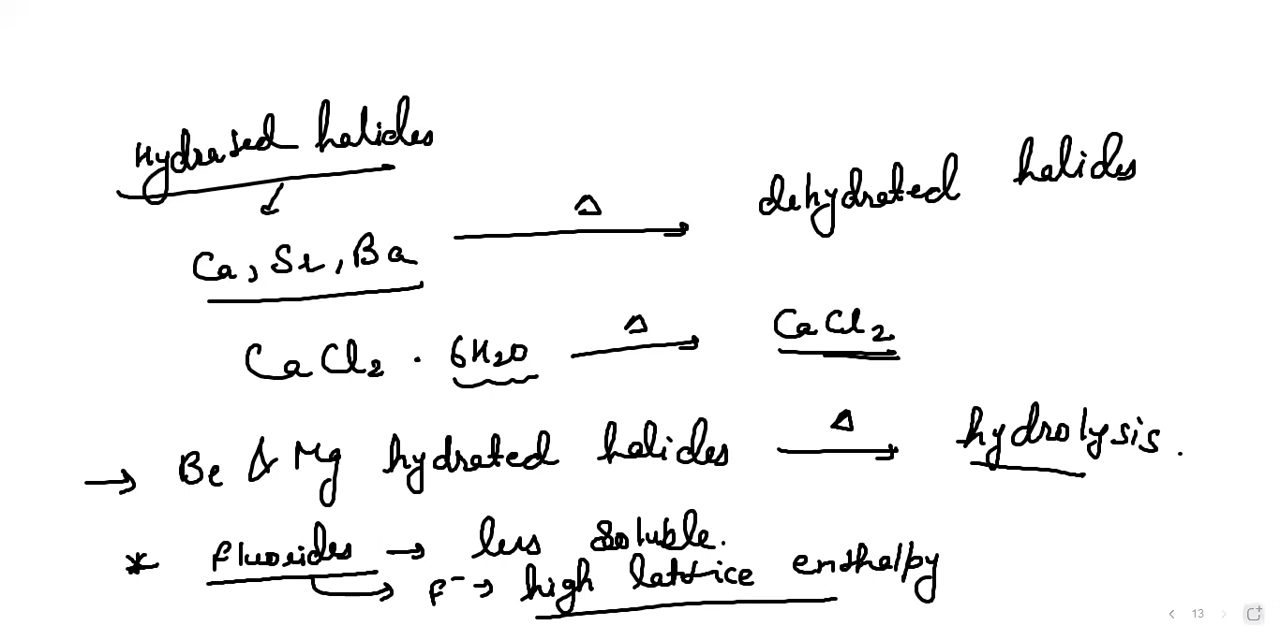 Hydrated halides
Ca, Sr, Ba Δ→ dehydrated halides
CaCl2 · 6H2O Δ→ CaCl2
→ Be & Mg hydrated halides Δ→ hydrolysis.
* Fluorides → less soluble.
→ F⁻ → high lattice enthalpy
< 13 >